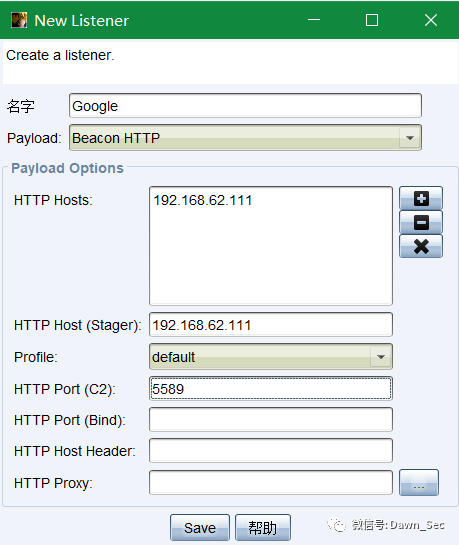 New Listener
Create a listener.
名字 Google
Payload: Beacon HTTP
Payload Options
HTTP Hosts: 192.168.62.111
HTTP Host (Stager): 192.168.62.111
Profile: default
HTTP Port (C2): 5589
HTTP Port (Bind):
HTTP Host Header:
HTTP Proxy: ...
Save 帮助
微信号: Dawn_Sec